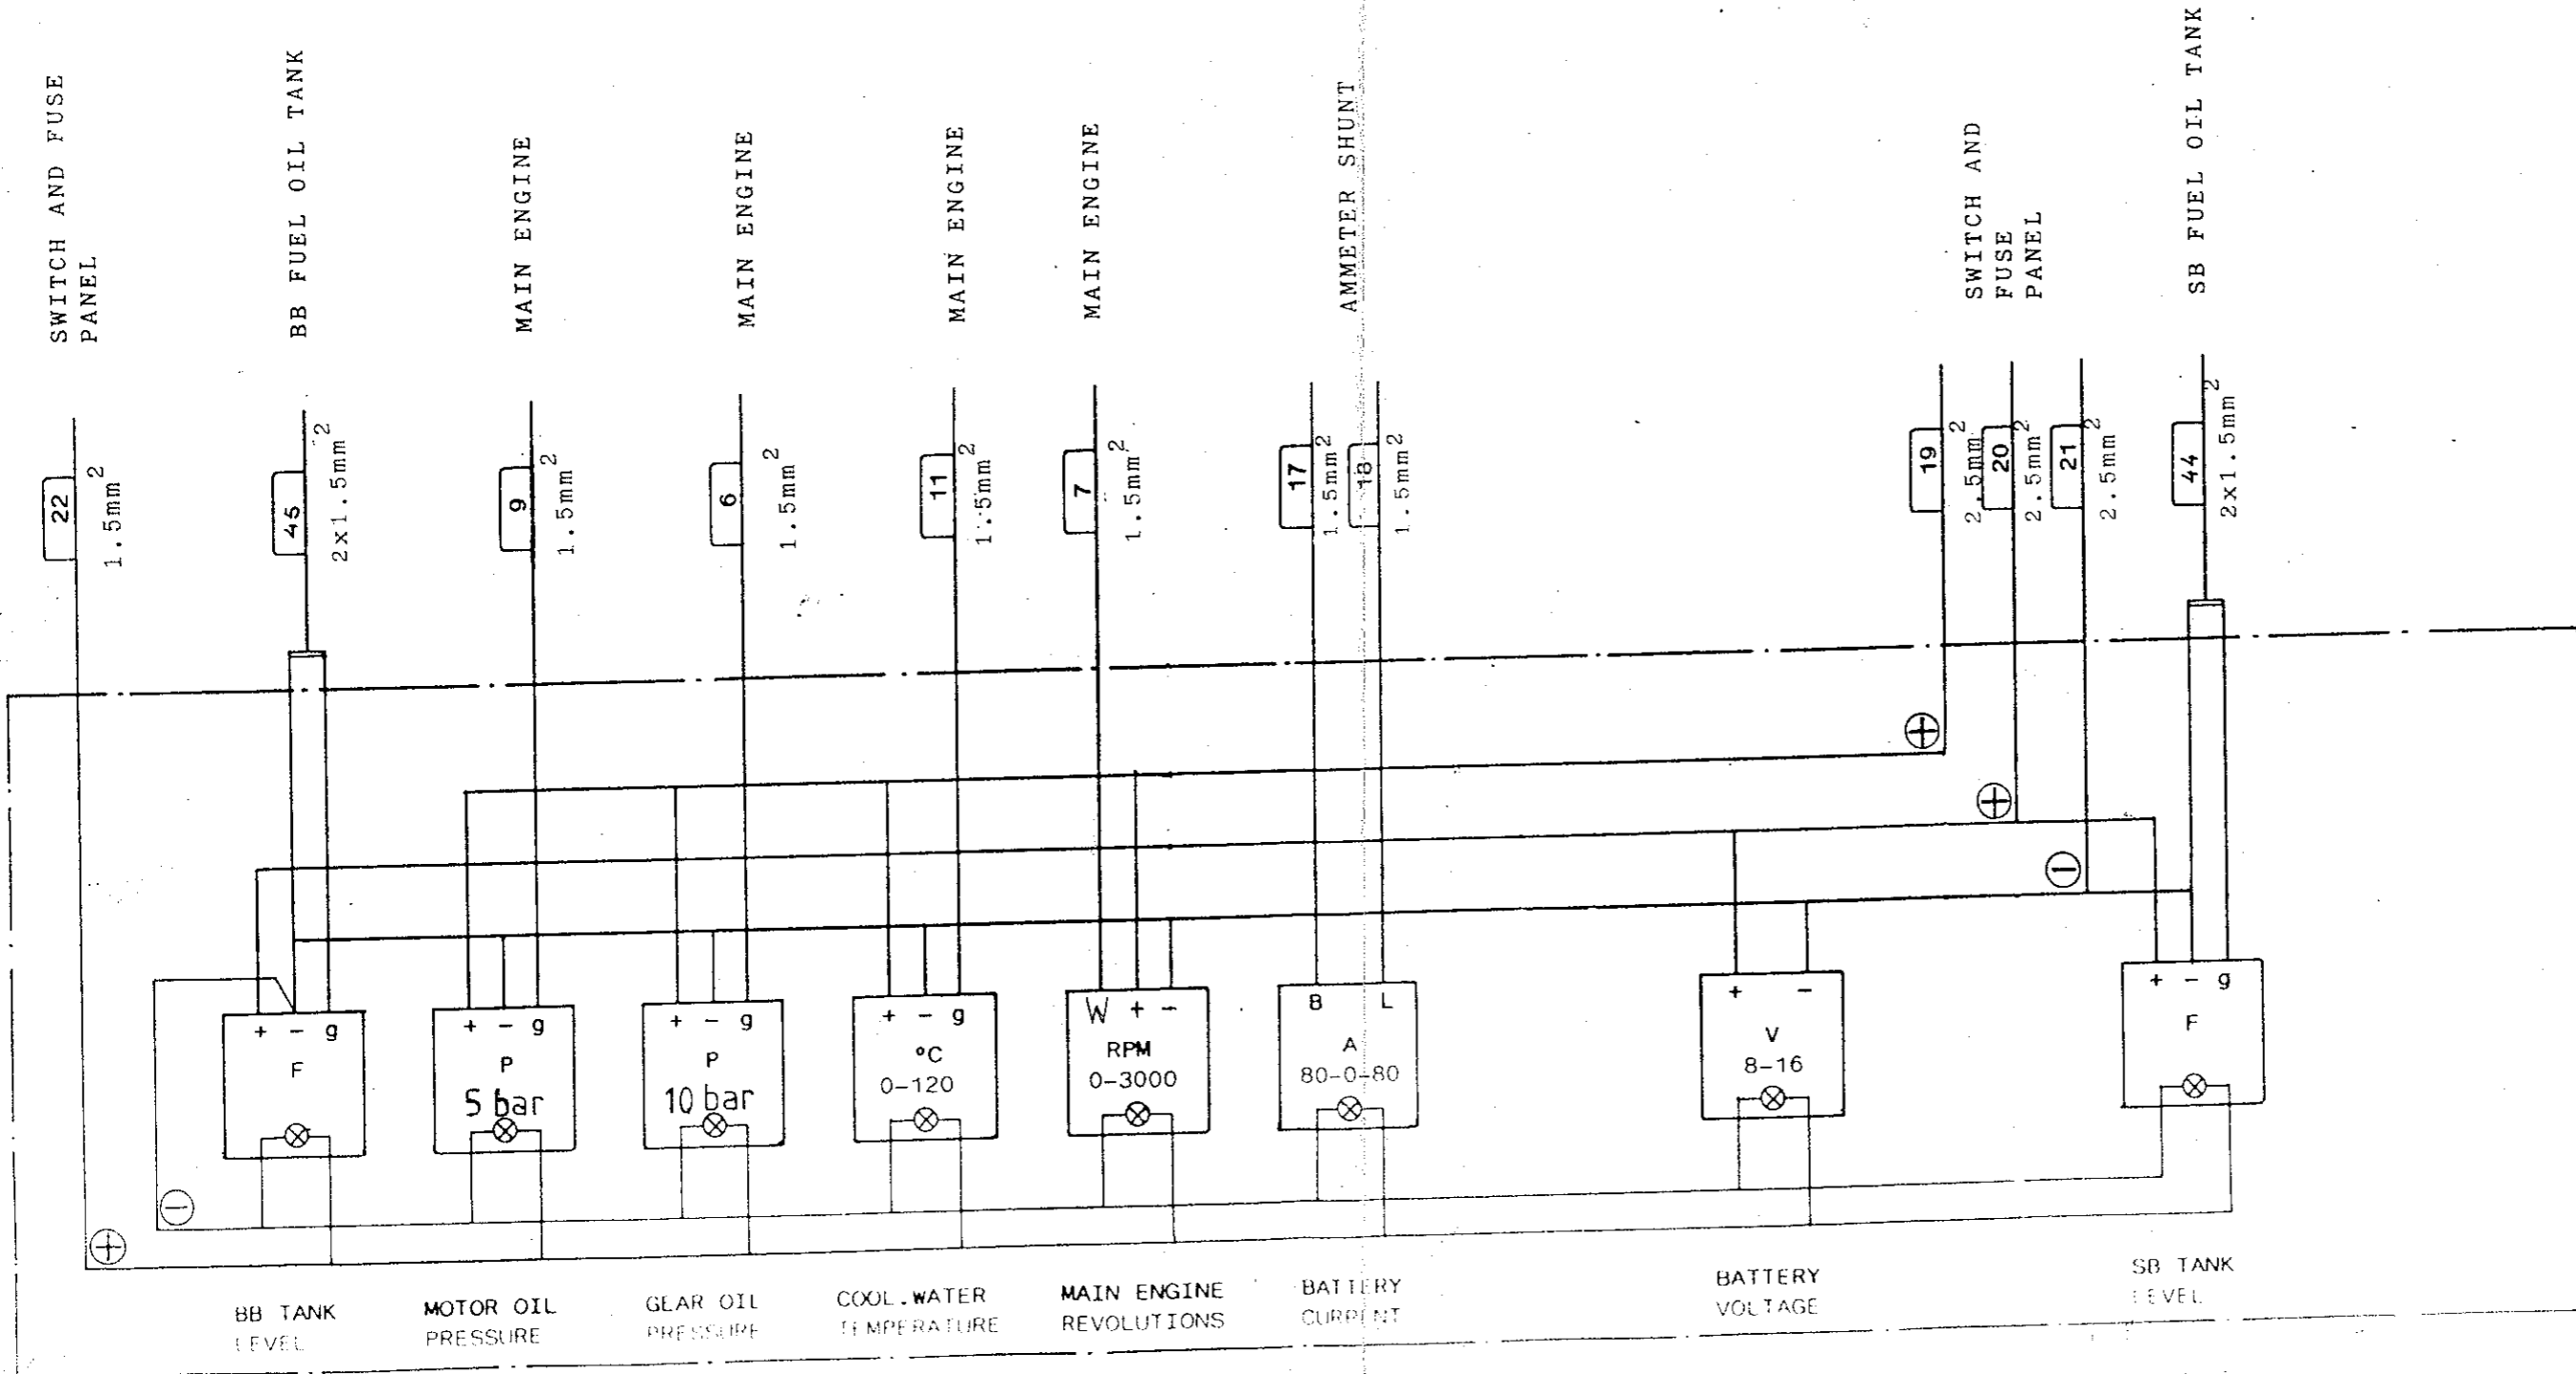 SWITCH AND FUSE
PANEL
BB FUEL OIL TANK
MAIN ENGINE
MAIN ENGINE
MAIN ENGINE
MAIN ENGINE
AMMETER SHUNT
SWITCH AND
FUSE
PANEL
SB FUEL OIL TANK
22
1.5mm²
45
2x1.5mm²
9
1.5mm²
6
1.5mm²
11
1.5mm²
7
1.5mm²
17
1.5mm²
18
1.5mm²
19
2.5mm²
20
2.5mm²
21
2.5mm²
44
2x1.5mm²
+
+
−
+ − g
F
+ − g
P
5 bar
+ − g
P
10 bar
+ − g
°C
0-120
W + −
RPM
0-3000
B L
A
80-0-80
+ −
V
8-16
+ − g
F
−
+
BB TANK
LEVEL
MOTOR OIL
PRESSURE
GEAR OIL
PRESSURE
COOL.WATER
TEMPERATURE
MAIN ENGINE
REVOLUTIONS
BATTERY
CURRENT
BATTERY
VOLTAGE
SB TANK
LEVEL